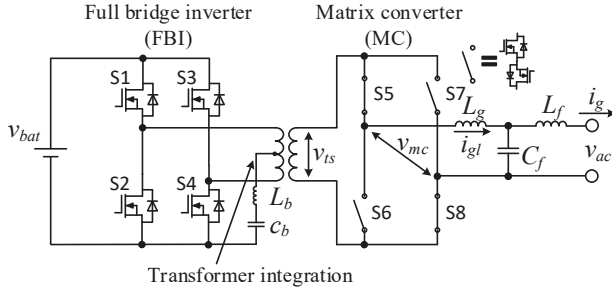 Full bridge inverter
(FBI)
Matrix converter
(MC)
S1
S3
S2
S4
v_bat
L_b
c_b
Transformer integration
v_ts
S5
S7
S6
S8
v_mc
L_g
i_gl
C_f
L_f
i_g
v_ac